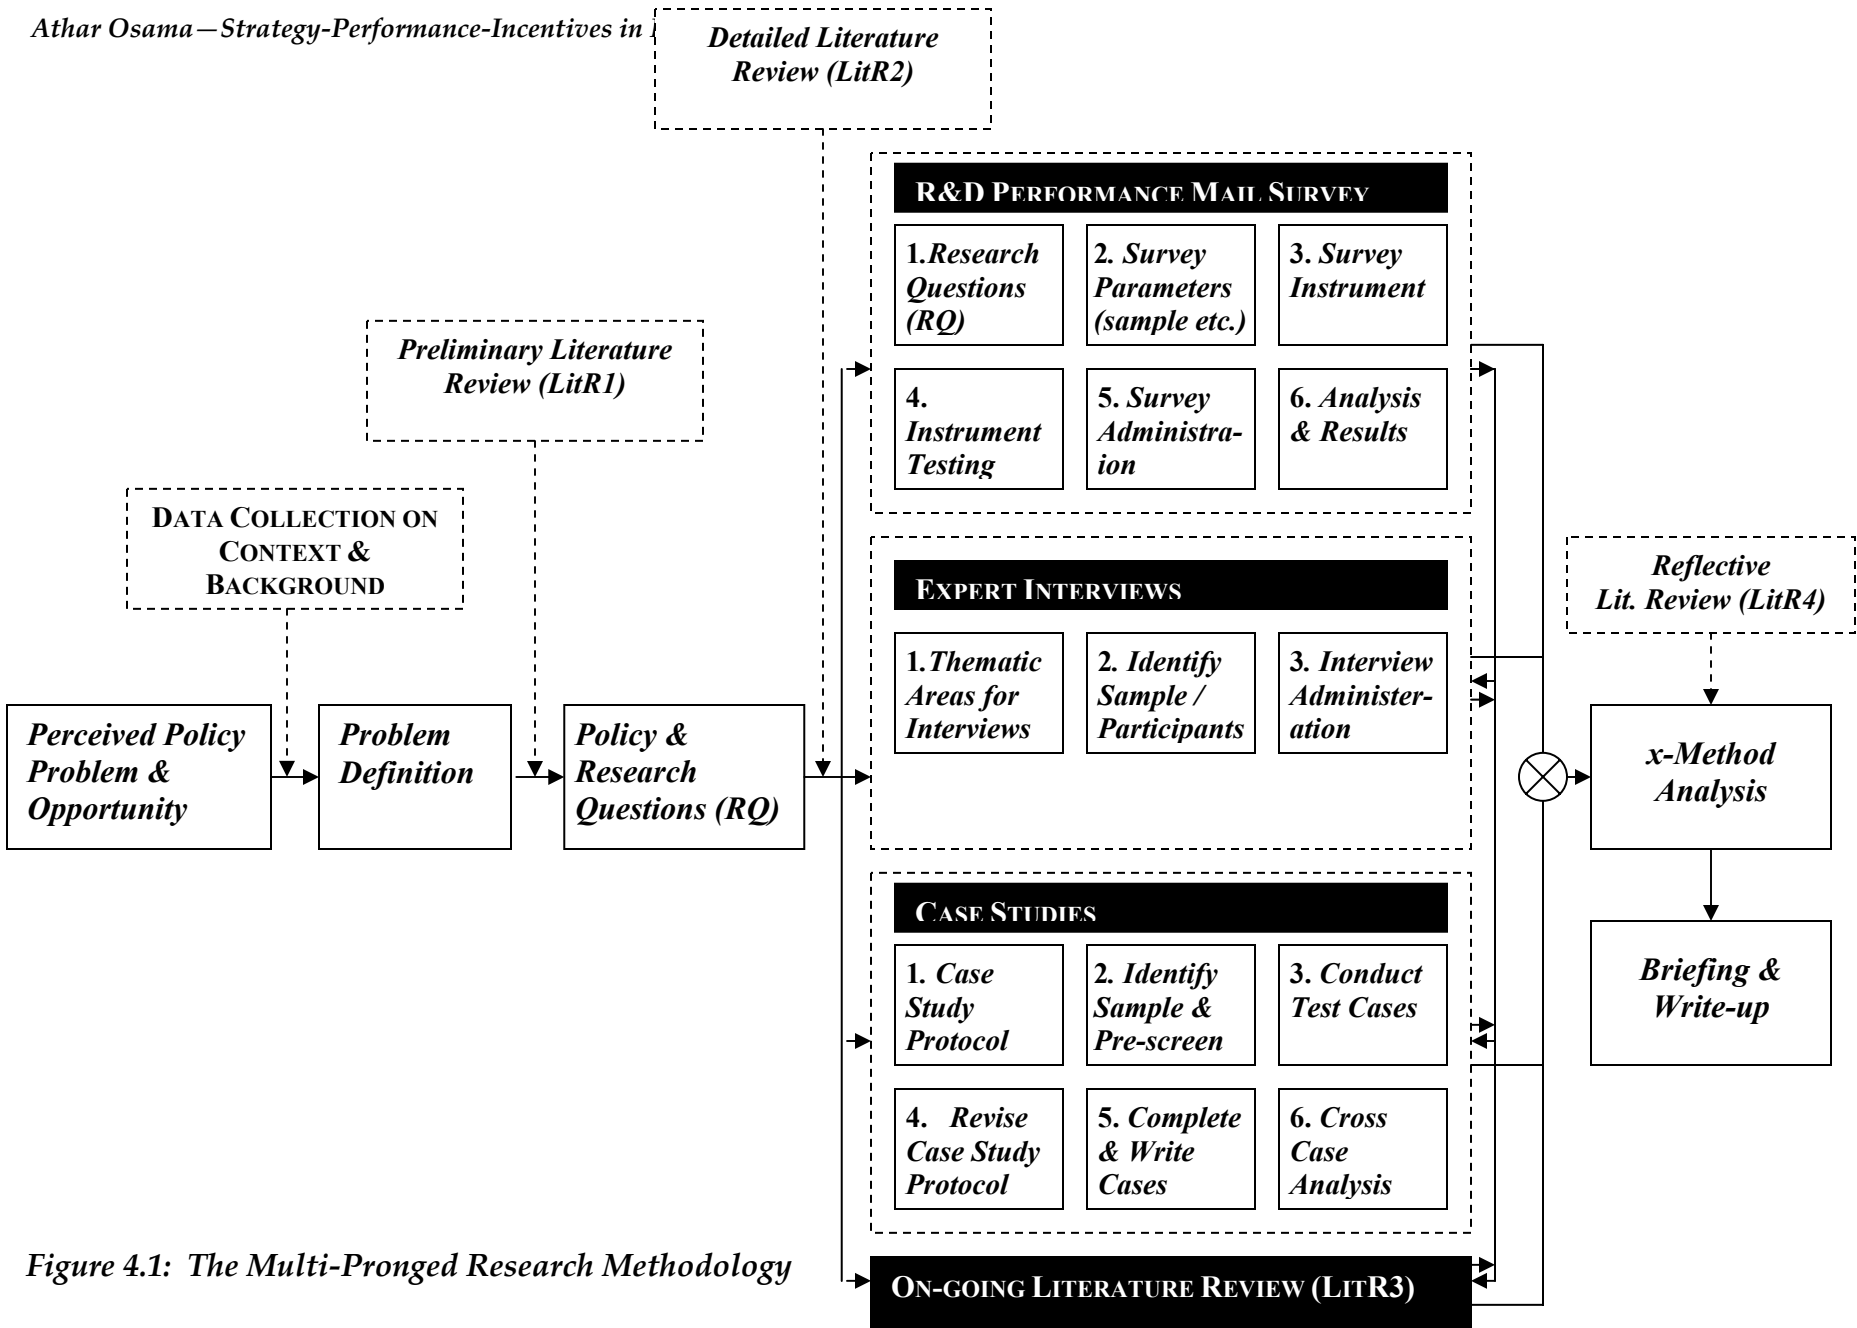 Athar Osama—Strategy-Performance-Incentives in
Detailed Literature
Review (LitR2)
R&D PERFORMANCE MAIL SURVEY
1.Research
Questions
(RQ)
2. Survey
Parameters
(sample etc.)
3. Survey
Instrument
4.
Instrument
Testing
5. Survey
Administra-
ion
6. Analysis
& Results
Preliminary Literature
Review (LitR1)
DATA COLLECTION ON
CONTEXT &
BACKGROUND
EXPERT INTERVIEWS
1.Thematic
Areas for
Interviews
2. Identify
Sample /
Participants
3. Interview
Administer-
ation
Reflective
Lit. Review (LitR4)
Perceived Policy
Problem &
Opportunity
Problem
Definition
Policy &
Research
Questions (RQ)
x-Method
Analysis
CASE STUDIES
1. Case
Study
Protocol
2. Identify
Sample &
Pre-screen
3. Conduct
Test Cases
4. Revise
Case Study
Protocol
5. Complete
& Write
Cases
6. Cross
Case
Analysis
Briefing &
Write-up
Figure 4.1: The Multi-Pronged Research Methodology
ON-GOING LITERATURE REVIEW (LITR3)